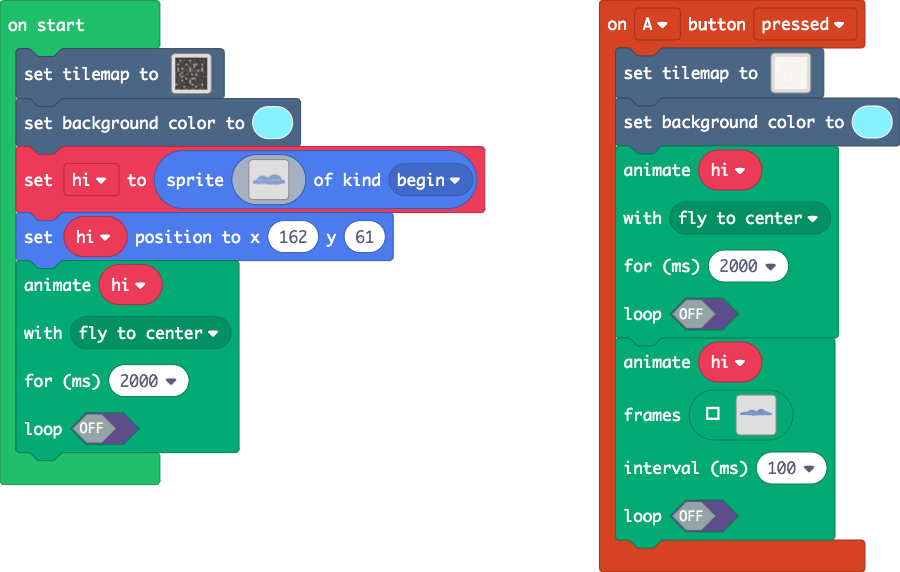 on start
set tilemap to
set background color to
set hi to sprite of kind begin
set hi position to x 162 y 61
animate hi
with fly to center
for (ms) 2000
loop OFF
on A button pressed
set tilemap to
set background color to
animate hi
with fly to center
for (ms) 2000
loop OFF
animate hi
frames
interval (ms) 100
loop OFF